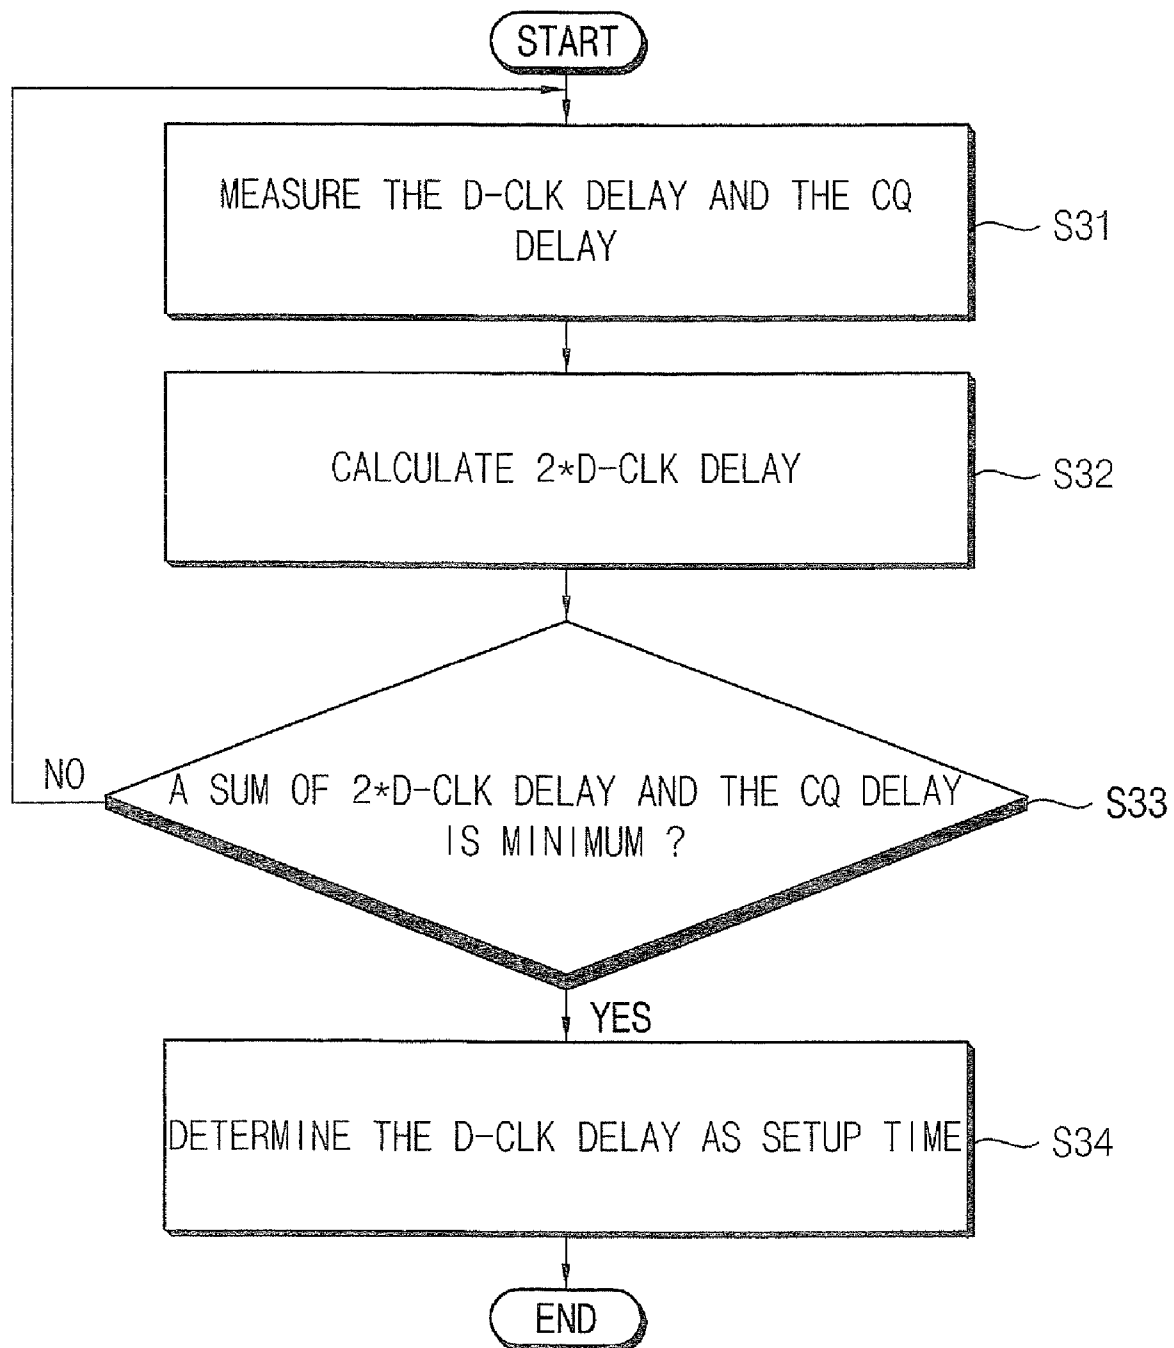 START
MEASURE THE D-CLK DELAY AND THE CQ
DELAY
S31
CALCULATE 2*D-CLK DELAY
S32
NO
A SUM OF 2*D-CLK DELAY AND THE CQ DELAY
IS MINIMUM ?
S33
YES
DETERMINE THE D-CLK DELAY AS SETUP TIME
S34
END